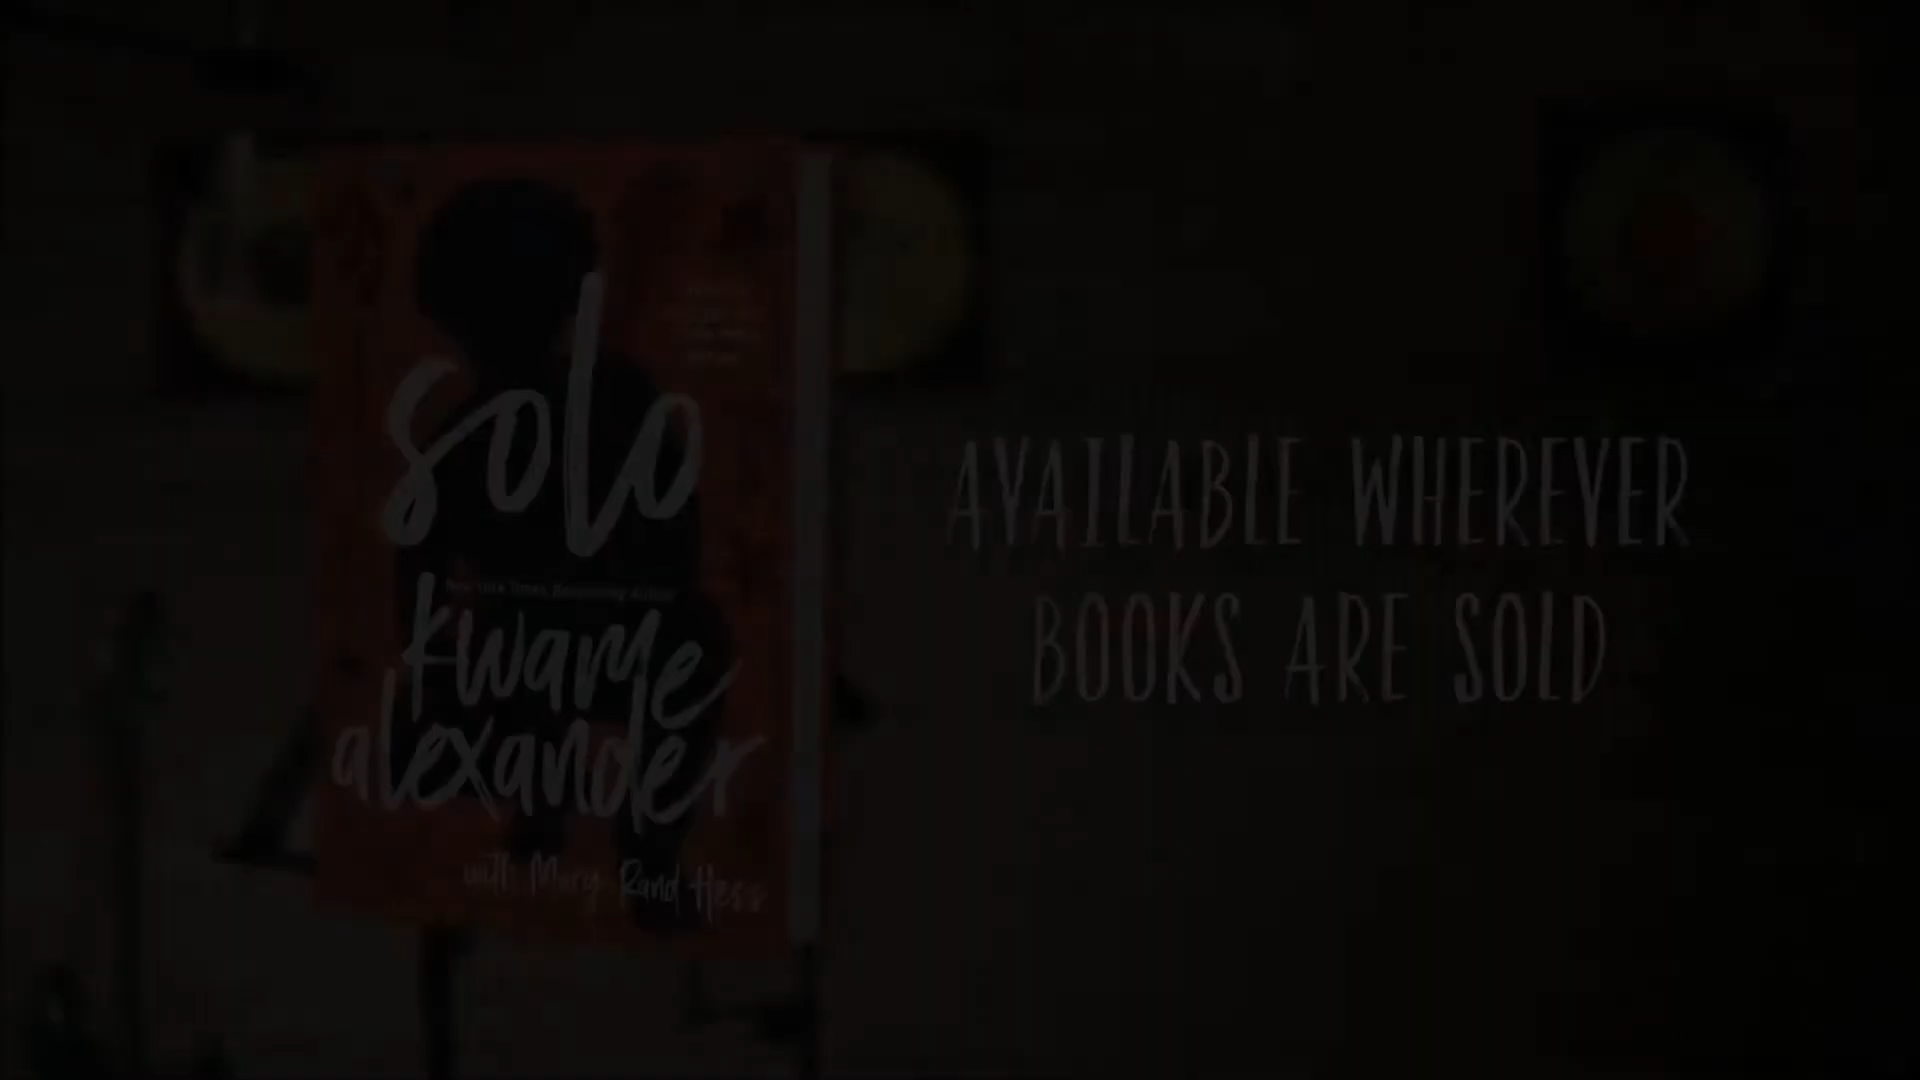 solo
New York Times Bestselling Author
kwame
alexander
with Mary Rand Hess
AVAILABLE WHEREVER
BOOKS ARE SOLD